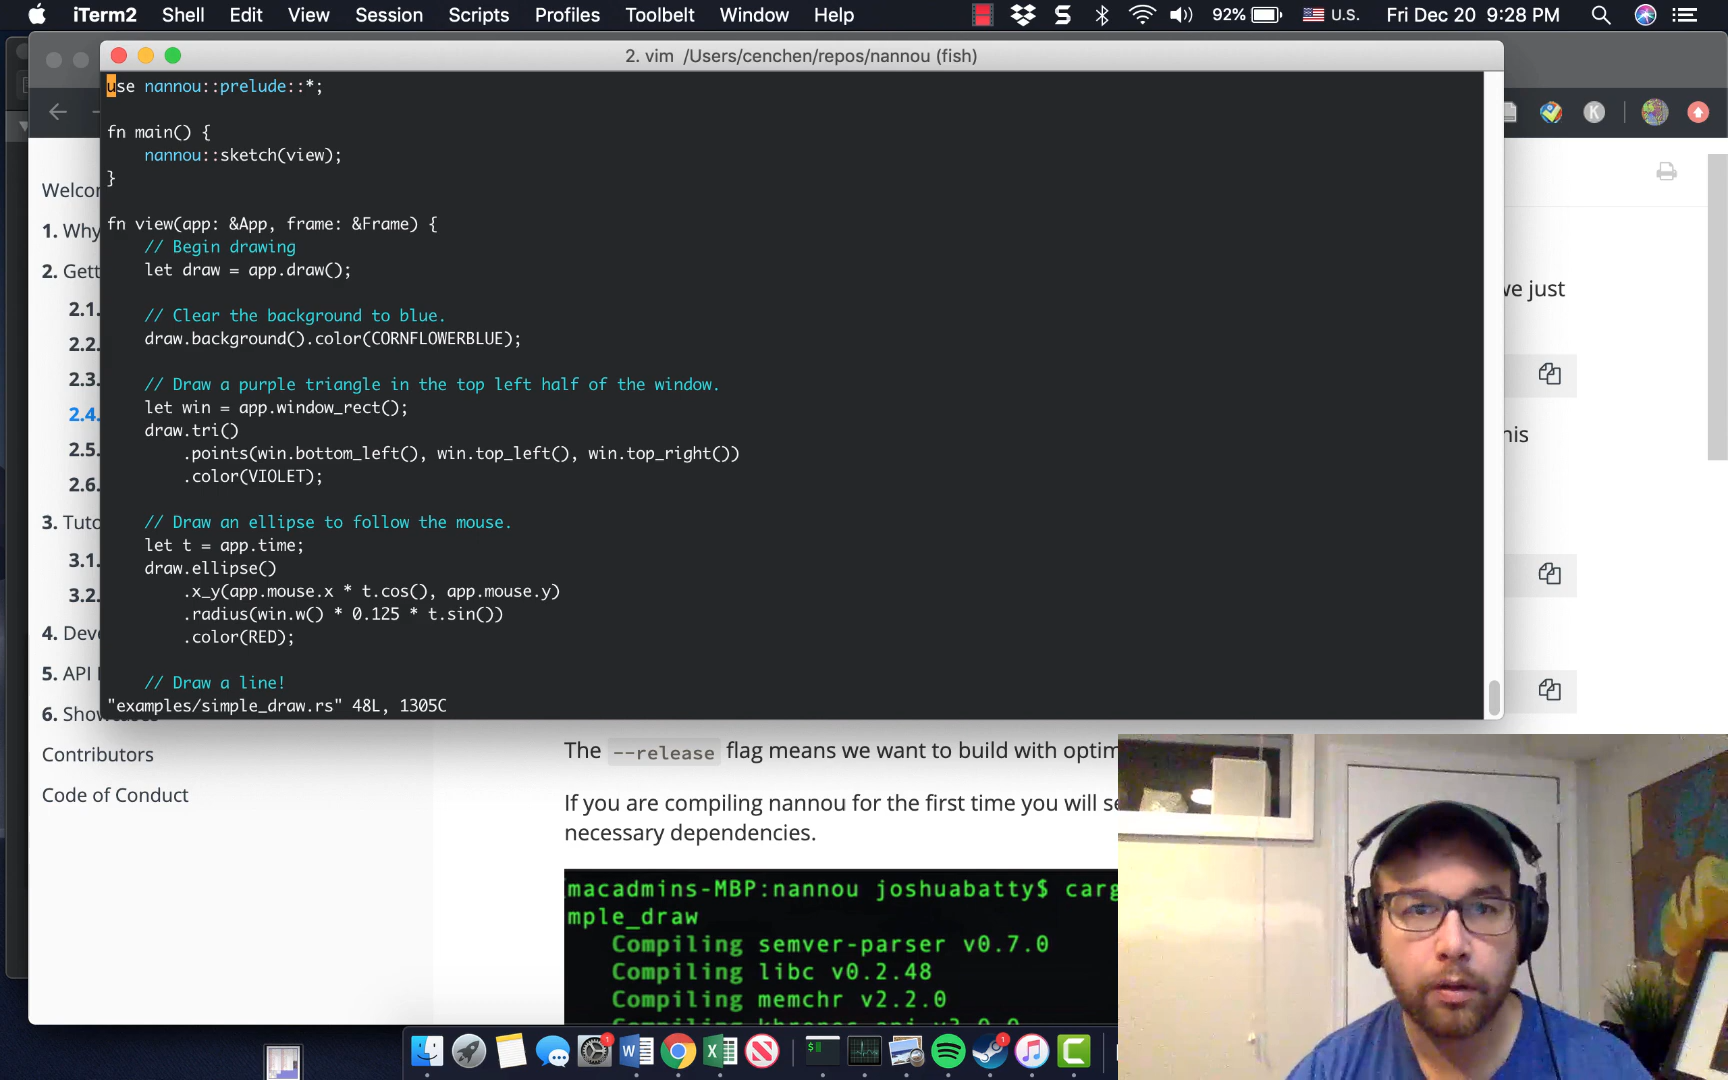 iTerm2 Shell Edit View Session Scripts Profiles Toolbelt Window Help 92% U.S. Fri Dec 20 9:28 PM
2. vim /Users/cenchen/repos/nannou (fish)
use nannou::prelude::*;
fn main() {
nannou::sketch(view);
}
fn view(app: &App, frame: &Frame) {
// Begin drawing
let draw = app.draw();
// Clear the background to blue.
draw.background().color(CORNFLOWERBLUE);
// Draw a purple triangle in the top left half of the window.
let win = app.window_rect();
draw.tri()
.points(win.bottom_left(), win.top_left(), win.top_right())
.color(VIOLET);
// Draw an ellipse to follow the mouse.
let t = app.time;
draw.ellipse()
.x_y(app.mouse.x * t.cos(), app.mouse.y)
.radius(win.w() * 0.125 * t.sin())
.color(RED);
// Draw a line!
"examples/simple_draw.rs" 48L, 1305C
K
Welcor
1. Why
2. Gett
2.1.
2.2.
2.3.
2.4.
2.5.
2.6.
3. Tuto
3.1.
3.2.
4. Deve
5. API
6. Show
Contributors
Code of Conduct
ve just
his
The --release flag means we want to build with optim
If you are compiling nannou for the first time you will se
necessary dependencies.
macadmins-MBP:nannou joshuabatty$ carg
mple_draw
Compiling semver-parser v0.7.0
Compiling libc v0.2.48
Compiling memchr v2.2.0